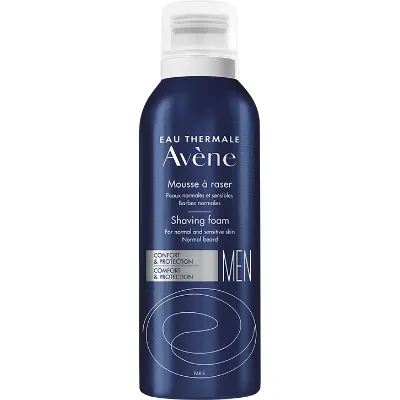 EAU THERMALE
Avène
Mousse à raser
Peaux normales et sensibles
Barbes normales
Shaving foam
For normal and sensitive skin
Normal beard
CONFORT
& PROTECTION
COMFORT
& PROTECTION
MEN
PARIS